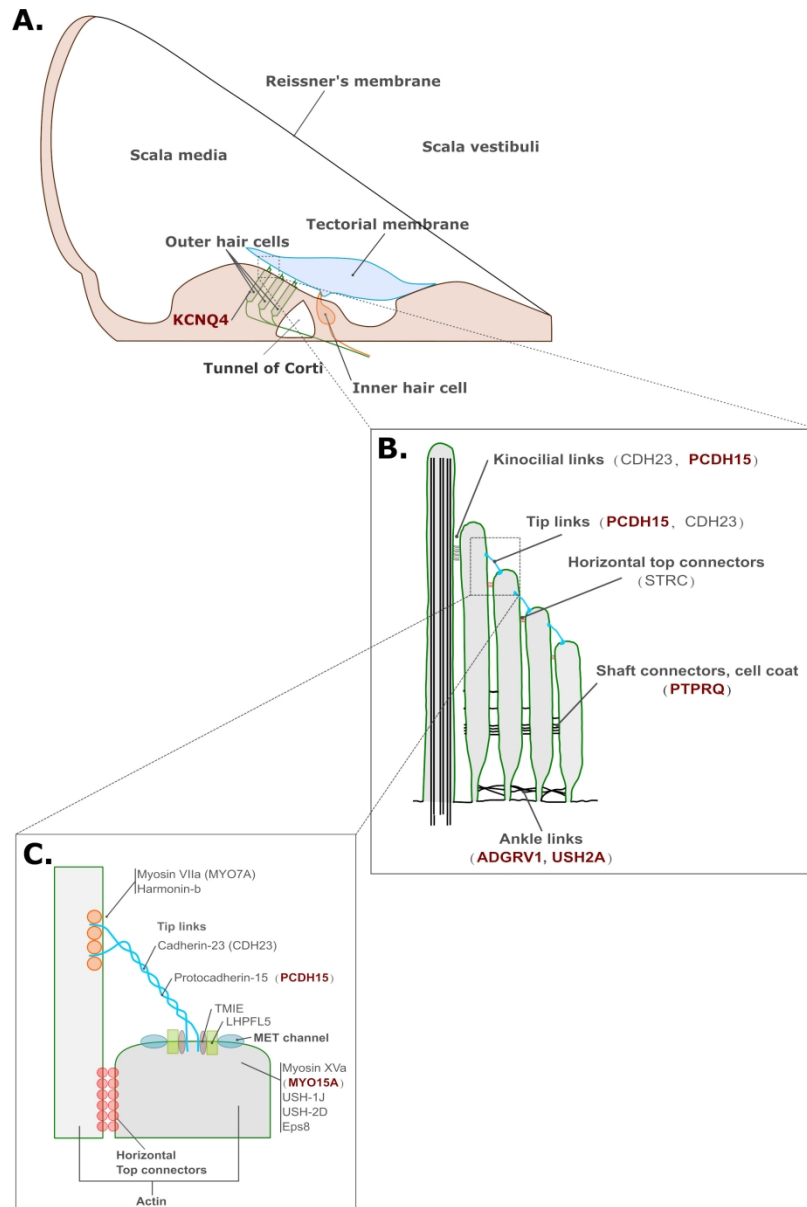 A.
Reissner's membrane
Scala media
Scala vestibuli
Tectorial membrane
Outer hair cells
KCNQ4
Tunnel of Corti
Inner hair cell
B.
Kinocilial links (CDH23, PCDH15)
Tip links (PCDH15, CDH23)
Horizontal top connectors
(STRC)
Shaft connectors, cell coat
(PTPRQ)
Ankle links
(ADGRV1, USH2A)
C.
Myosin VIIa (MYO7A)
Harmonin-b
Tip links
Cadherin-23 (CDH23)
Protocadherin-15 (PCDH15)
TMIE
LHPFL5
MET channel
Myosin XVa
(MYO15A)
USH-1J
USH-2D
Eps8
Horizontal
Top connectors
Actin